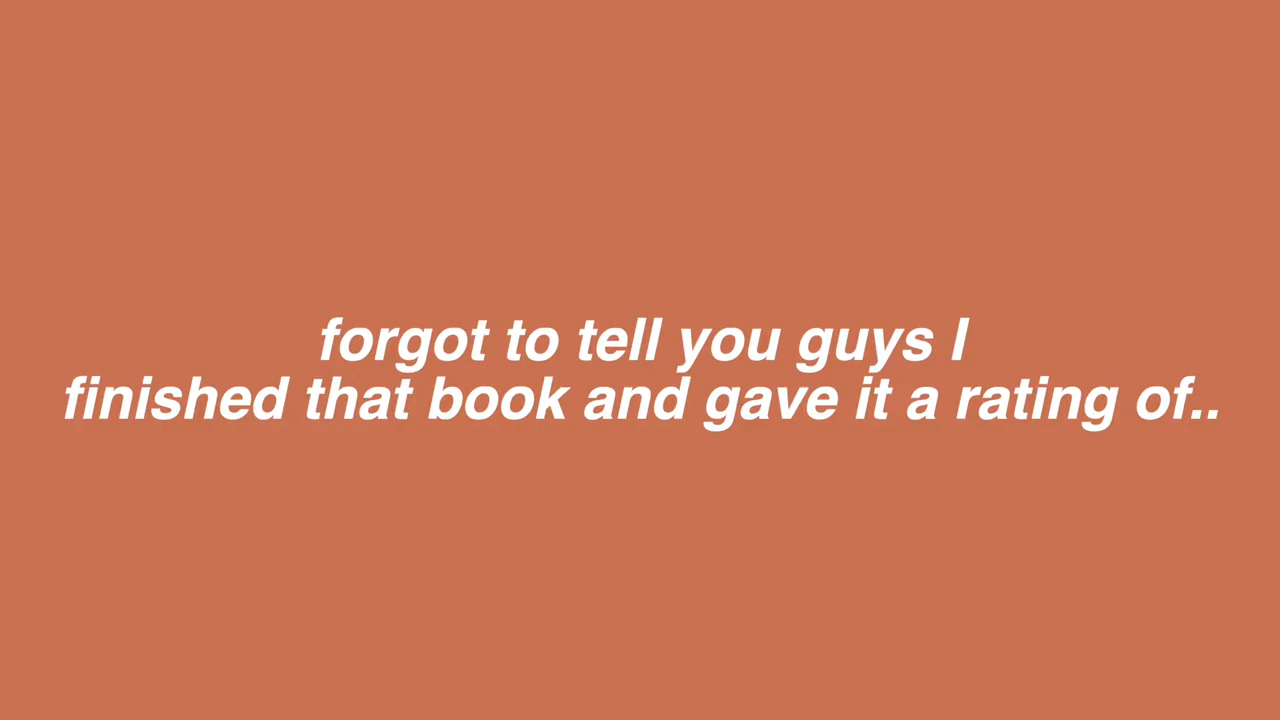 forgot to tell you guys I
finished that book and gave it a rating of..